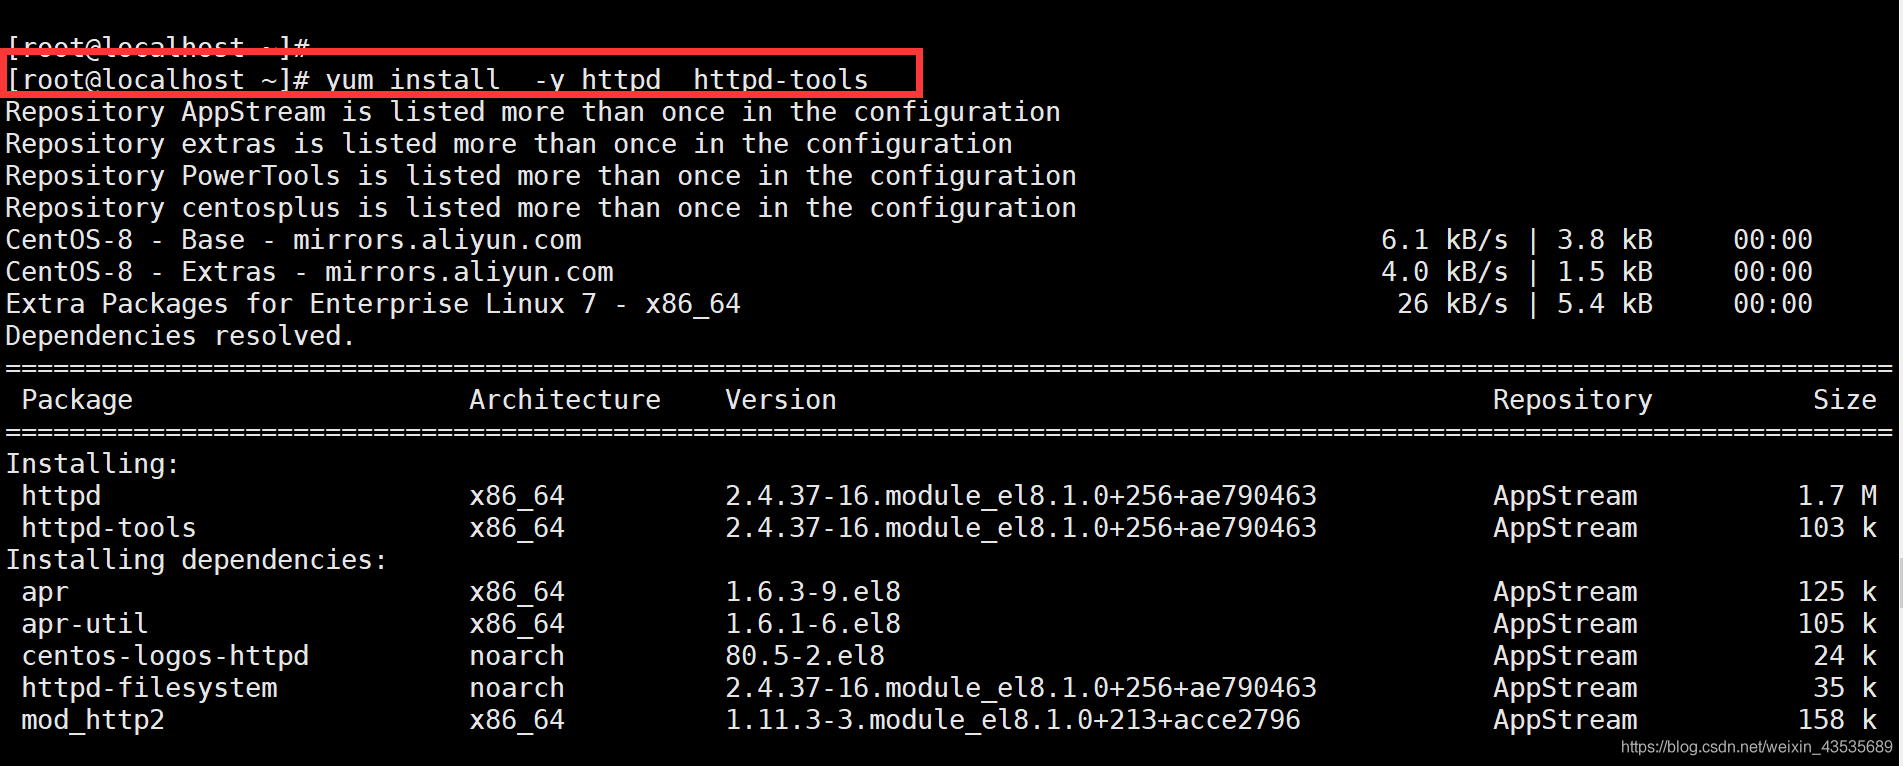 [root@localhost ~]#
[root@localhost ~]# yum install  -y httpd  httpd-tools
Repository AppStream is listed more than once in the configuration
Repository extras is listed more than once in the configuration
Repository PowerTools is listed more than once in the configuration
Repository centosplus is listed more than once in the configuration
CentOS-8 - Base - mirrors.aliyun.com 6.1 kB/s | 3.8 kB 00:00
CentOS-8 - Extras - mirrors.aliyun.com 4.0 kB/s | 1.5 kB 00:00
Extra Packages for Enterprise Linux 7 - x86_64 26 kB/s | 5.4 kB 00:00
Dependencies resolved.
======================================================================================================================
Package Architecture Version Repository Size
======================================================================================================================
Installing:
httpd x86_64 2.4.37-16.module_el8.1.0+256+ae790463 AppStream 1.7 M
httpd-tools x86_64 2.4.37-16.module_el8.1.0+256+ae790463 AppStream 103 k
Installing dependencies:
apr x86_64 1.6.3-9.el8 AppStream 125 k
apr-util x86_64 1.6.1-6.el8 AppStream 105 k
centos-logos-httpd noarch 80.5-2.el8 AppStream 24 k
httpd-filesystem noarch 2.4.37-16.module_el8.1.0+256+ae790463 AppStream 35 k
mod_http2 x86_64 1.11.3-3.module_el8.1.0+213+acce2796 AppStream 158 k
https://blog.csdn.net/weixin_43535689